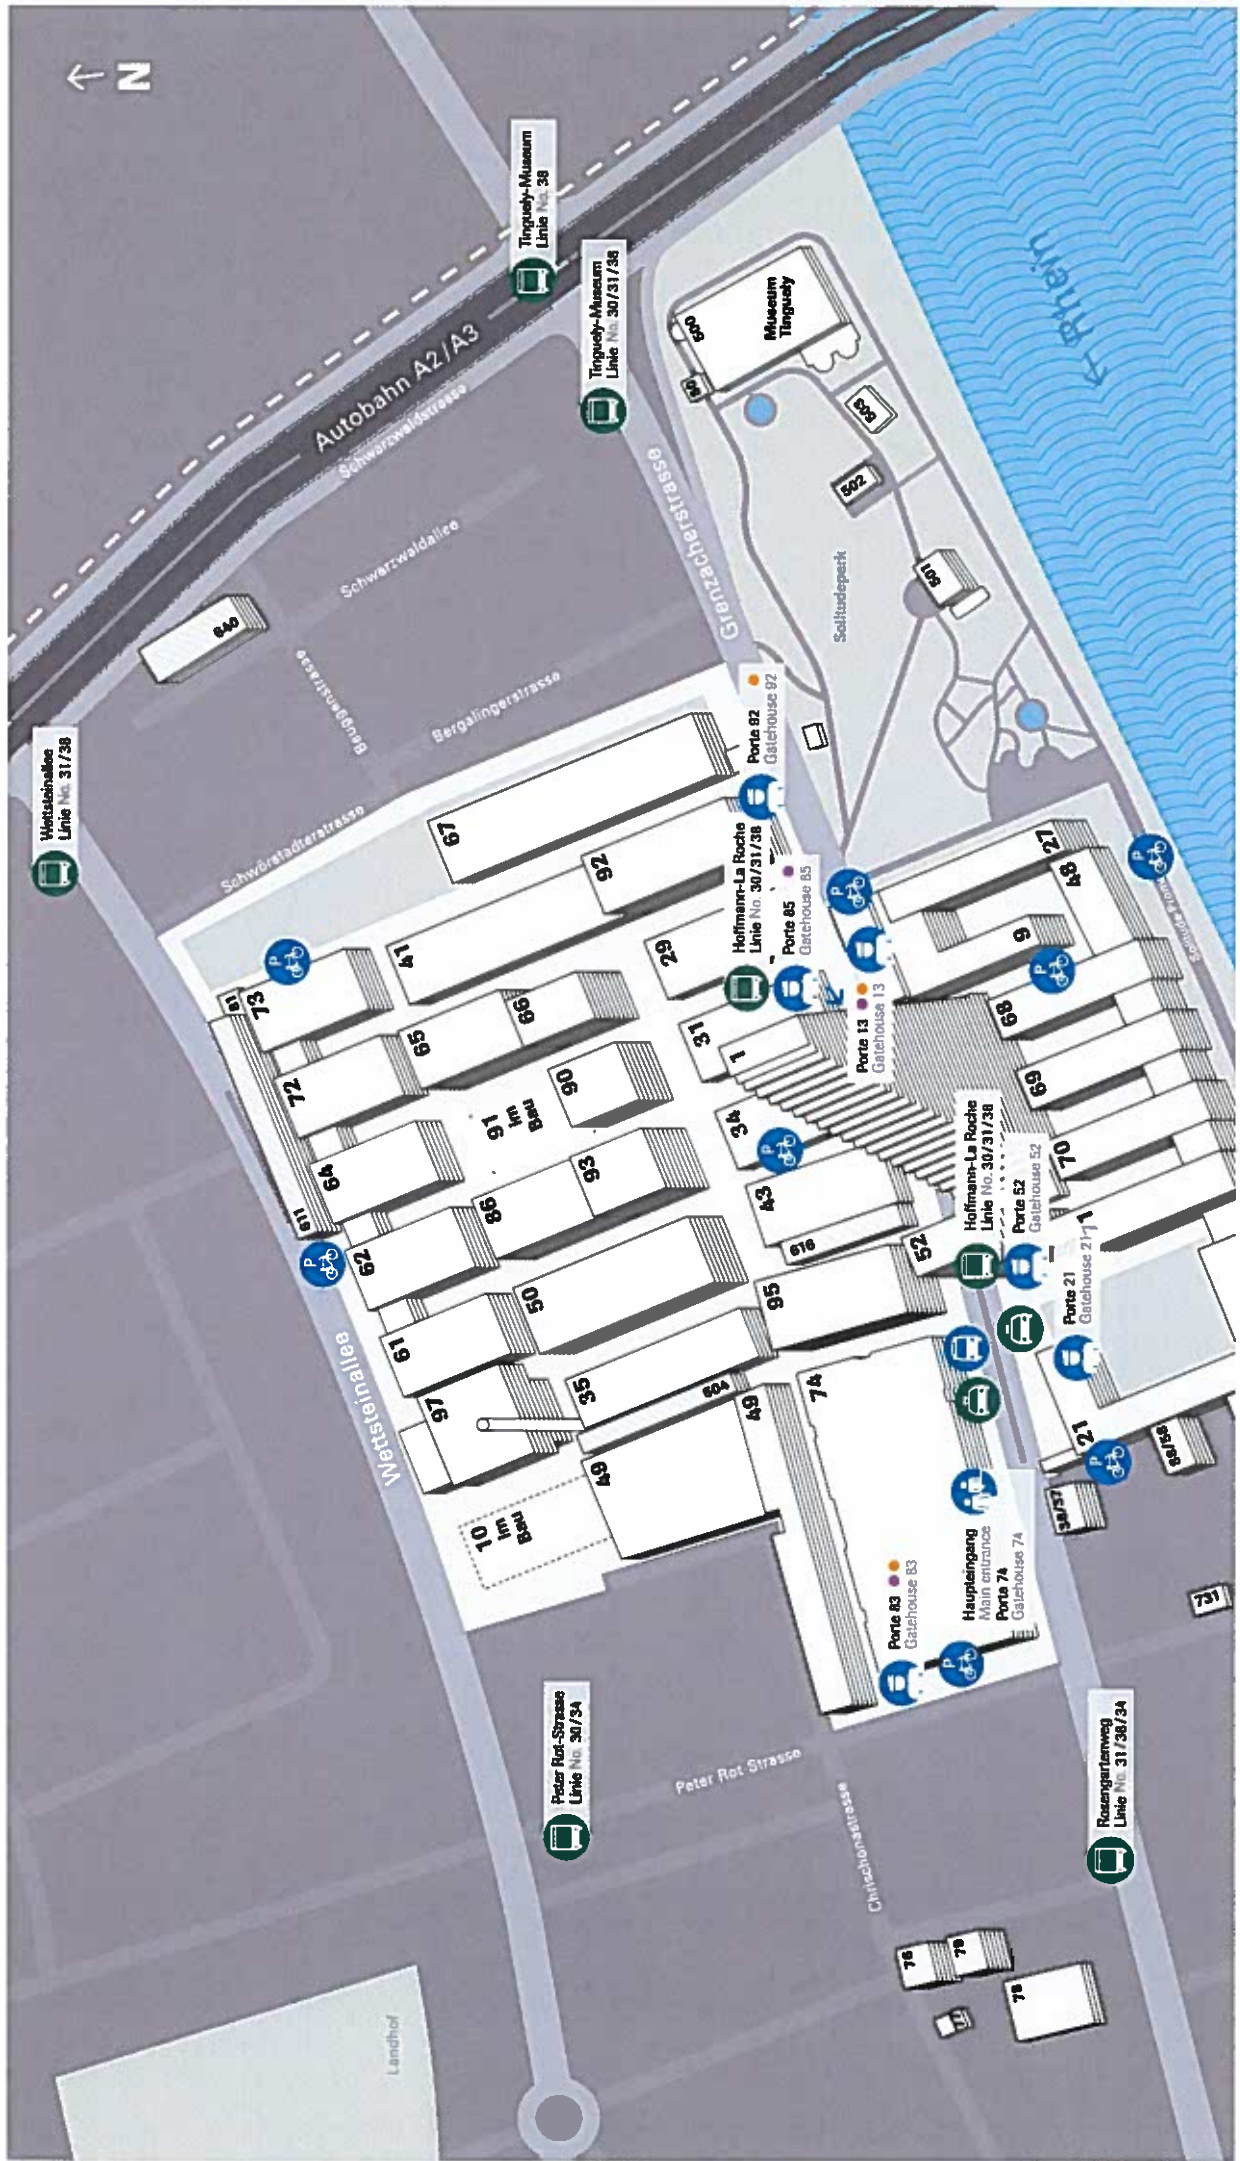 N
Wettsteinallee
Linie No. 31/38
Tinguely-Museum
Linie No. 38
Tinguely-Museum
Linie No. 30/31/38
Autobahn A2/A3
Schwarzwaldstrasse
Schwarzwaldallee
Beuggenstrasse
Bergalingerstrasse
Schwörstadterstrasse
Grenzacherstrasse
640
500
Museum
Tinguely
503
502
501
Solitudepark
Rhein
Porte 92
Gatehouse 92
Hoffmann-La Roche
Linie No. 30/31/38
Porte 85
Gatehouse 85
Porte 13
Gatehouse 13
67
92
41
29
81
73
72
65
66
31
1
90
91
Im
Bau
64
611
34
86
93
43
616
62
50
52
61
95
35
604
97
49
49
74
10
Im
Bau
27
48
9
68
69
70
Hoffmann-La Roche
Linie No. 30/31/38
Porte 52
Gatehouse 52
Porte 21
Gatehouse 21
21
731
Wettsteinallee
Porte 83
Gatehouse 83
Haupteingang
Main entrance
Porte 74
Gatehouse 74
Peter Rot-Strasse
Linie No. 30/34
Peter Rot Strasse
Chrischonastrasse
Rosengartenweg
Linie No. 31/38/34
76
79
78
Landhof